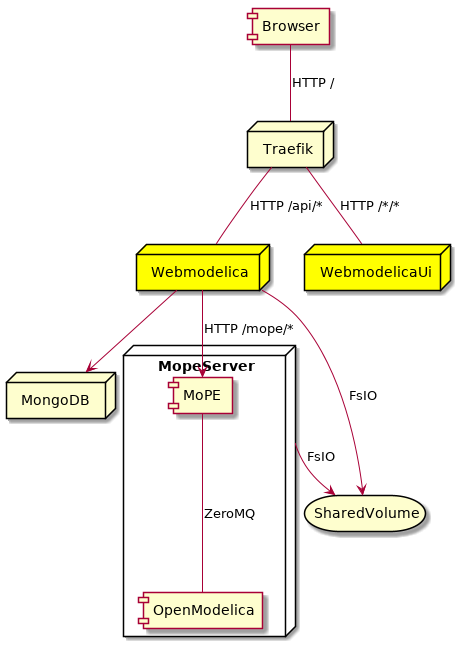 Browser
HTTP /
Traefik
HTTP /api/*
HTTP /*/*
Webmodelica
WebmodelicaUi
HTTP /mope/*
MopeServer
MoPE
MongoDB
FsIO
FsIO
ZeroMQ
SharedVolume
OpenModelica